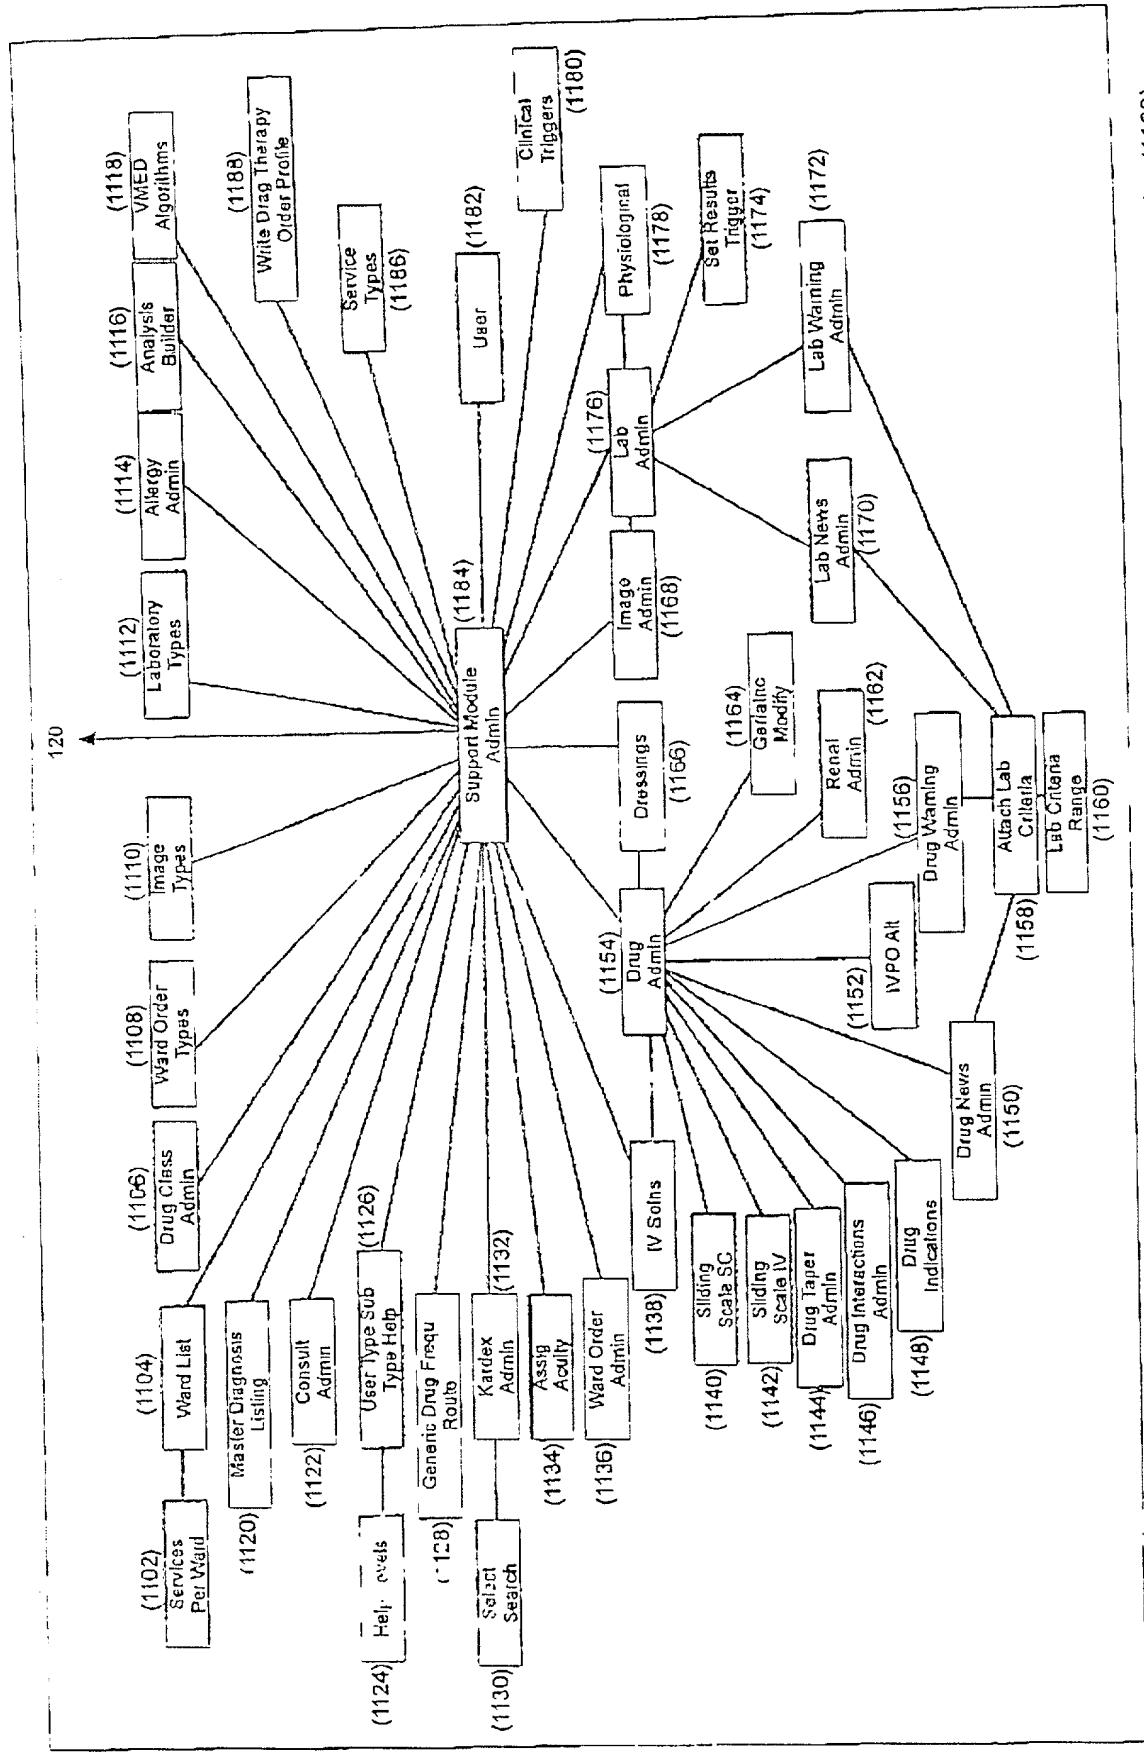 120
(1102)
Services
Per Ward
(1104)
Ward List
(1106)
Drug Class
Admin
(1108)
Ward Order
Types
(1110)
Image
Types
(1112)
Laboratory
Types
(1114)
Allergy
Admin
(1116)
Analysis
Builder
(1118)
VMED
Algorithms
(1188)
Write Drag Therapy
Order Profile
Service
Types
(1186)
(1182)
User
Clinical
Triggers
(1180)
(1184)
Support Module
Admin
Master Diagnosis
Listing
(1120)
Consult
Admin
(1122)
(1126)
User Type Sub
Type Help
(1124)
Generic Drug Frequ
Route
Kardex
Admin
(1132)
Select
Search
(1130)
Assig
Acuity
(1134)
Ward Order
Admin
(1136)
IV Solns
(1138)
(1154)
Drug
Admin
Dressings
(1166)
Image
Admin
(1168)
(1176)
Lab
Admin
Physiological
(1178)
Set Results
Trigger
(1174)
Lab Warning
Admin
(1172)
Lab News
Admin
(1170)
(1164)
Modify
Renal
Admin
(1162)
(1156)
Drug Warning
Admin
(1152)
IVPO Alt
Sliding
Scale SC
(1140)
Sliding
Scale IV
(1142)
Drug Taper
Admin
(1144)
Drug Interactions
Admin
(1146)
Drug
Indications
(1148)
Drug News
Admin
(1150)
Attach Lab
Criteria
(1158)
Lab Criteria
Range
(1160)